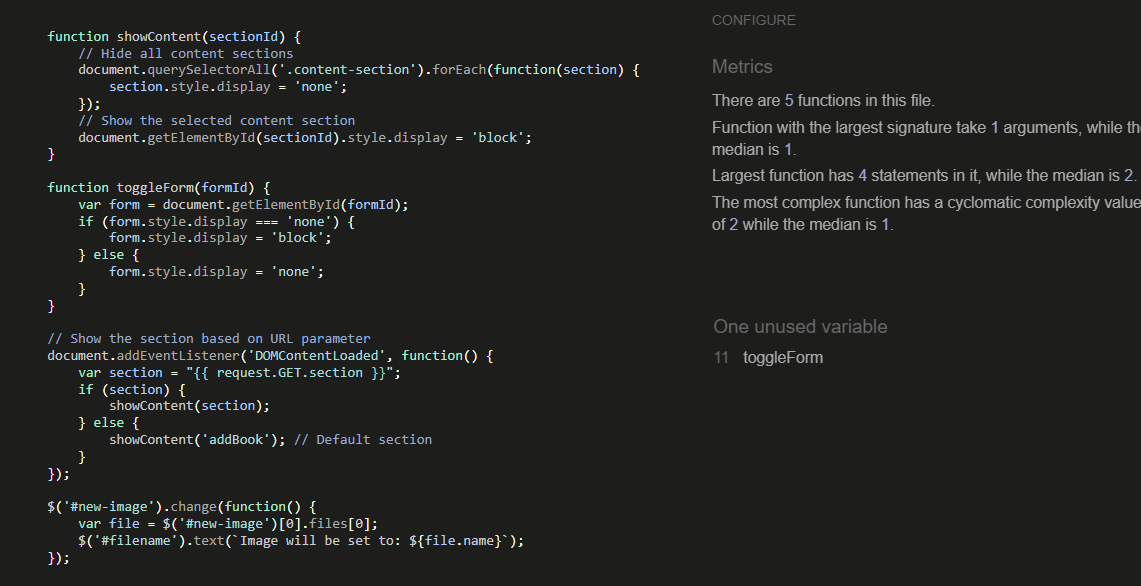 function showContent(sectionId) {
    // Hide all content sections
    document.querySelectorAll('.content-section').forEach(function(section) {
        section.style.display = 'none';
    });
    // Show the selected content section
    document.getElementById(sectionId).style.display = 'block';
}

function toggleForm(formId) {
    var form = document.getElementById(formId);
    if (form.style.display === 'none') {
        form.style.display = 'block';
    } else {
        form.style.display = 'none';
    }
}

// Show the section based on URL parameter
document.addEventListener('DOMContentLoaded', function() {
    var section = "{{ request.GET.section }}";
    if (section) {
        showContent(section);
    } else {
        showContent('addBook'); // Default section
    }
});

$('#new-image').change(function() {
    var file = $('#new-image')[0].files[0];
    $('#filename').text(`Image will be set to: ${file.name}`);
});
CONFIGURE
Metrics
There are 5 functions in this file.
Function with the largest signature take 1 arguments, while
median is 1.
Largest function has 4 statements in it, while the median is 2.
The most complex function has a cyclomatic complexity value
of 2 while the median is 1.
One unused variable
11 toggleForm